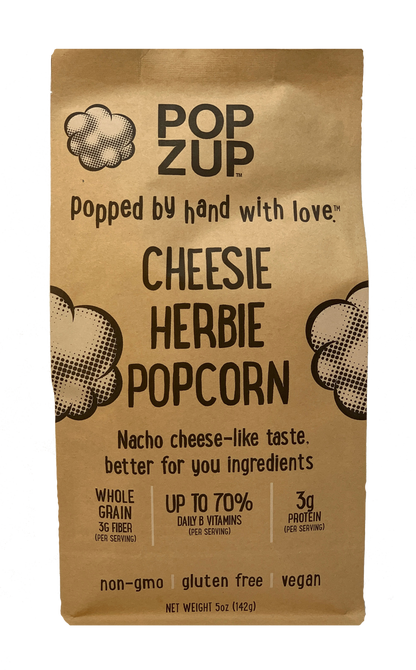 POP
ZUP™
popped by hand with love.™
CHEESIE
HERBIE
POPCORN
Nacho cheese-like taste,
better for you ingredients
WHOLE
GRAIN
3G FIBER
(PER SERVING)
UP TO 70%
DAILY B VITAMINS
(PER SERVING)
3g
PROTEIN
(PER SERVING)
non-gmo | gluten free | vegan
NET WEIGHT 5oz (142g)